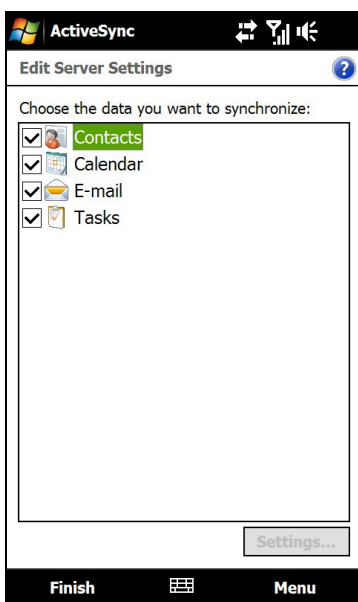 ActiveSync
Edit Server Settings
?
Choose the data you want to synchronize:
Contacts
Calendar
E-mail
Tasks
Settings...
Finish Menu